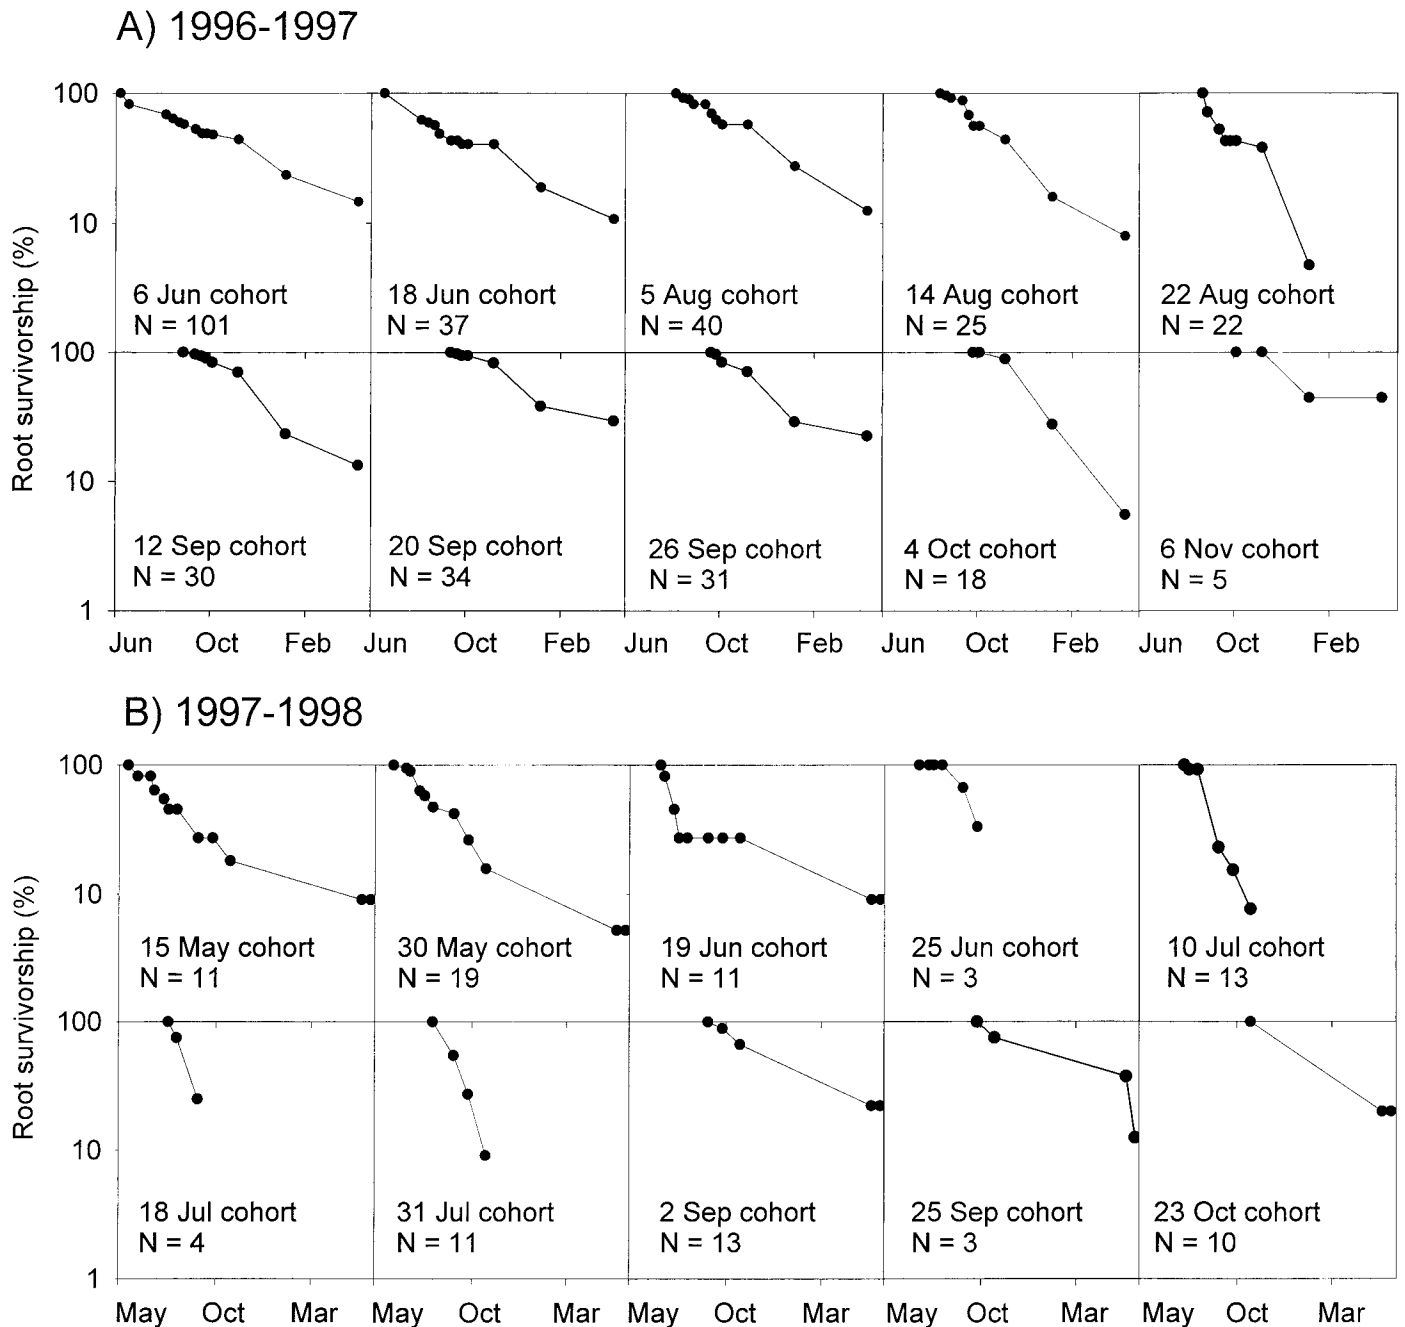 A) 1996-1997
Root survivorship (%)
100
10
6 Jun cohort
N = 101
18 Jun cohort
N = 37
5 Aug cohort
N = 40
14 Aug cohort
N = 25
22 Aug cohort
N = 22
100
10
1
12 Sep cohort
N = 30
20 Sep cohort
N = 34
26 Sep cohort
N = 31
4 Oct cohort
N = 18
6 Nov cohort
N = 5
Jun Oct Feb Jun Oct Feb Jun Oct Feb Jun Oct Feb Jun Oct Feb
B) 1997-1998
Root survivorship (%)
100
10
15 May cohort
N = 11
30 May cohort
N = 19
19 Jun cohort
N = 11
25 Jun cohort
N = 3
10 Jul cohort
N = 13
100
10
1
18 Jul cohort
N = 4
31 Jul cohort
N = 11
2 Sep cohort
N = 13
25 Sep cohort
N = 3
23 Oct cohort
N = 10
May Oct Mar May Oct Mar May Oct Mar May Oct Mar May Oct Mar